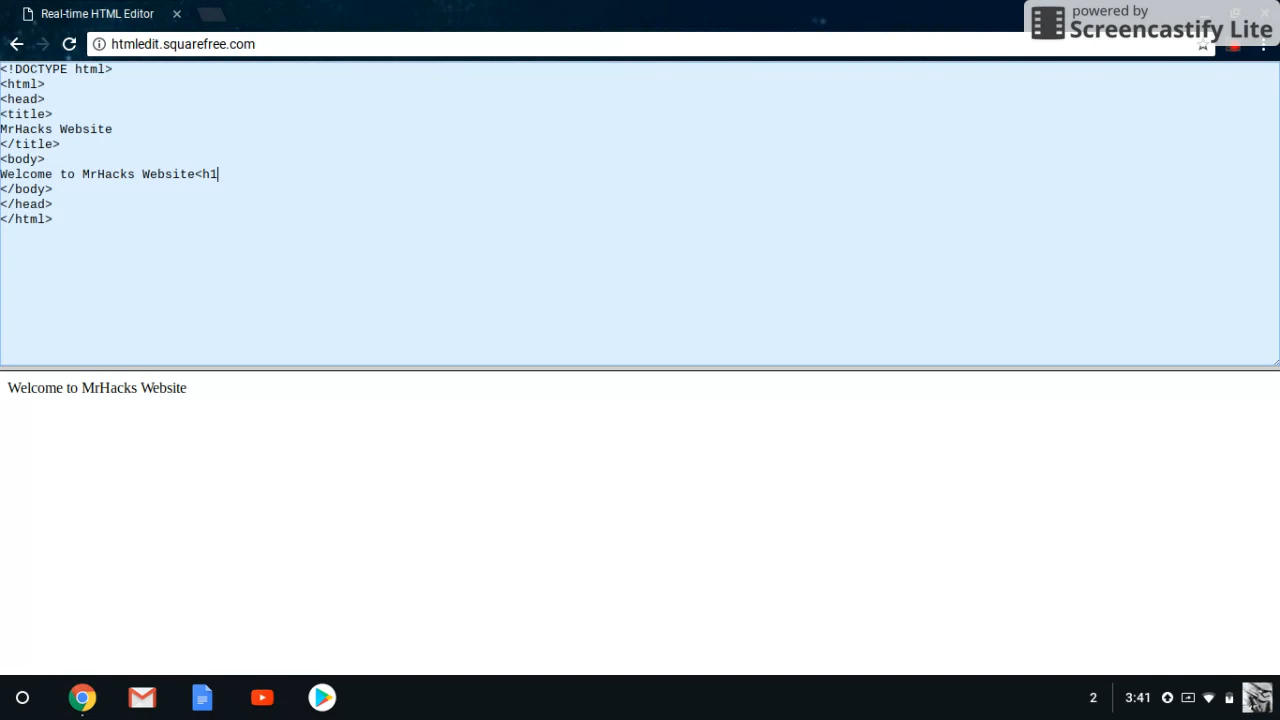 Real-time HTML Editor
powered by
Screencastify Lite
htmledit.squarefree.com
<!DOCTYPE html>
<html>
<head>
<title>
MrHacks Website
</title>
<body>
Welcome to MrHacks Website<h1
</body>
</head>
</html>
Welcome to MrHacks Website
2
3:41